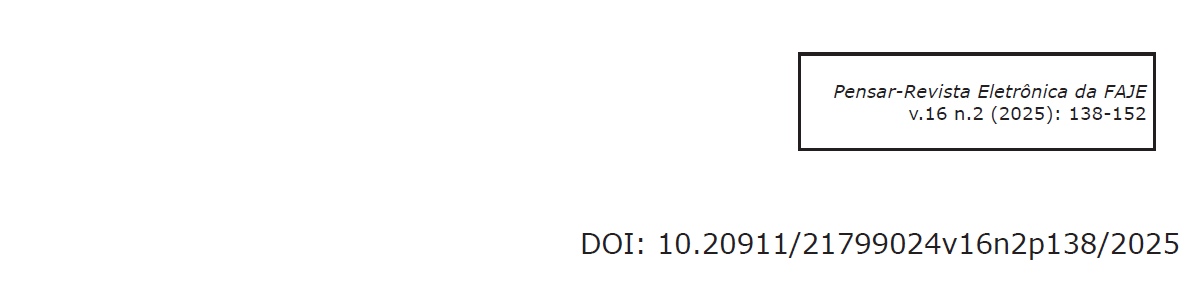 Pensar-Revista Eletrônica da FAJE
v.16 n.2 (2025): 138-152
DOI: 10.20911/21799024v16n2p138/2025